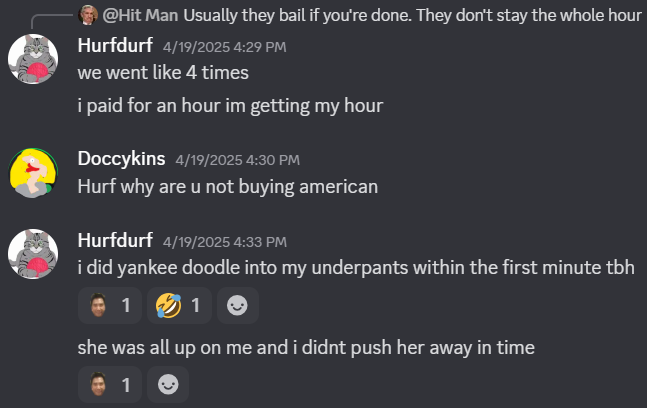 @Hit Man Usually they bail if you're done. They don't stay the whole hour
Hurfdurf 4/19/2025 4:29 PM
we went like 4 times
i paid for an hour im getting my hour
Doccykins 4/19/2025 4:30 PM
Hurf why are u not buying american
Hurfdurf 4/19/2025 4:33 PM
i did yankee doodle into my underpants within the first minute tbh
1 1
she was all up on me and i didnt push her away in time
1